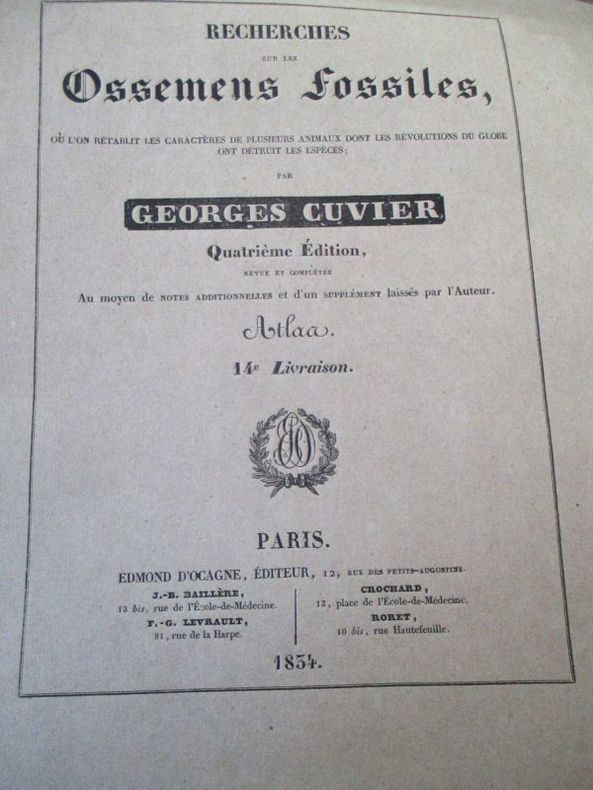 RECHERCHES
SUR LES
Ossemens Fossiles,
OÙ L'ON RÉTABLIT LES CARACTÈRES DE PLUSIEURS ANIMAUX DONT LES RÉVOLUTIONS DU GLOBE
ONT DÉTRUIT LES ESPÈCES;
PAR
GEORGES CUVIER
Quatrième Édition,
REVUE ET COMPLÉTÉE
Au moyen de NOTES ADDITIONNELLES et d'un SUPPLÉMENT laissés par l'Auteur.
Atlas.
14e Livraison.
PARIS.
EDMOND D'OCAGNE, ÉDITEUR, 12, RUE DES PETITS-AUGUSTINS.
J.-B. BAILLÈRE,
13 bis, rue de l'École-de-Médecine.
F.-G. LEVRAULT,
81, rue de la Harpe.
CROCHARD,
13, place de l'École-de-Médecine.
RORET,
10 bis, rue Hautefeuille.
1834.